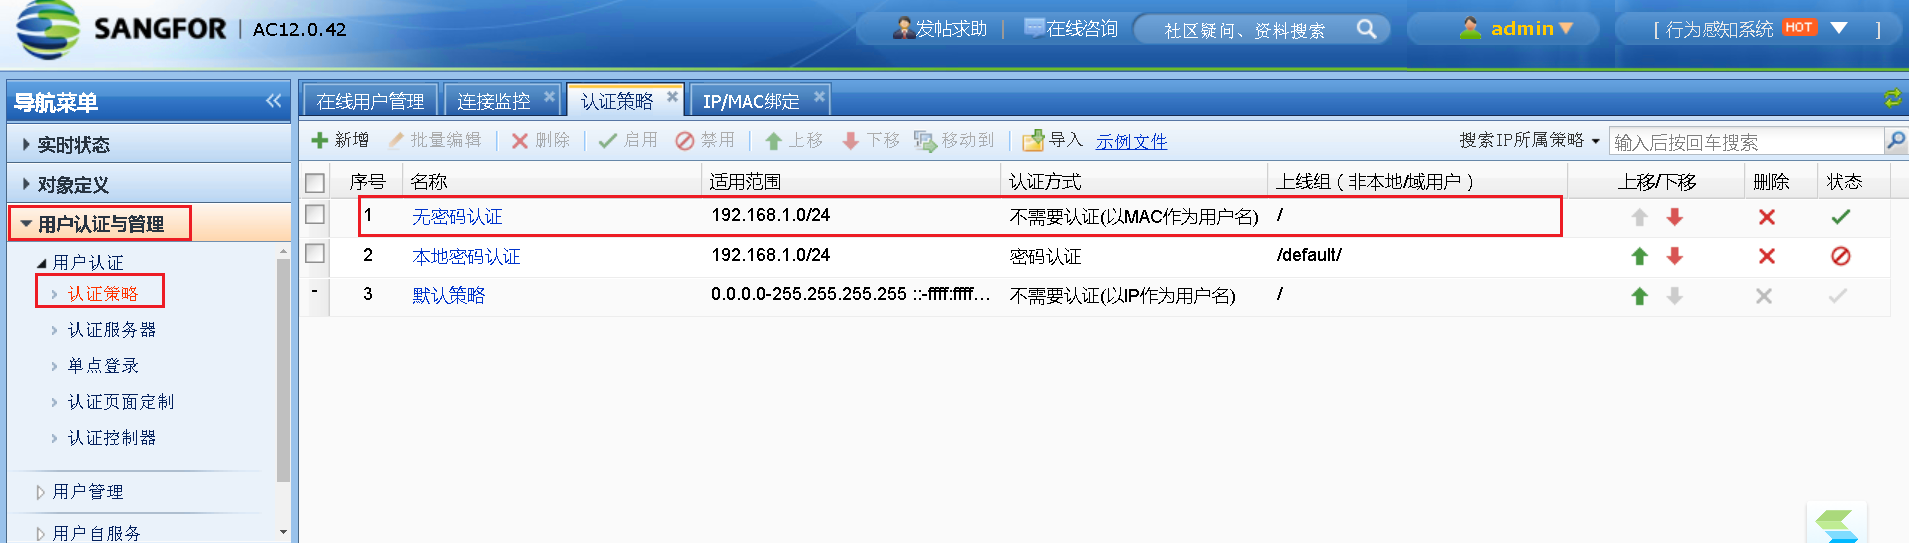 SANGFOR | AC12.0.42 发帖求助 | 在线咨询 社区疑问、资料搜索 admin [ 行为感知系统 HOT ]
导航菜单
实时状态
对象定义
用户认证与管理
用户认证
认证策略
认证服务器
单点登录
认证页面定制
认证控制器
用户管理
用户自服务
在线用户管理 连接监控 认证策略 IP/MAC绑定
新增 批量编辑 删除 启用 禁用 上移 下移 移动到 导入 示例文件 搜索IP所属策略 输入后按回车搜索
序号 名称 适用范围 认证方式 上线组（非本地/域用户） 上移/下移 删除 状态
1 无密码认证 192.168.1.0/24 不需要认证(以MAC作为用户名) /
2 本地密码认证 192.168.1.0/24 密码认证 /default/
- 3 默认策略 0.0.0.0-255.255.255.255 ::-ffff:ffff... 不需要认证(以IP作为用户名) /